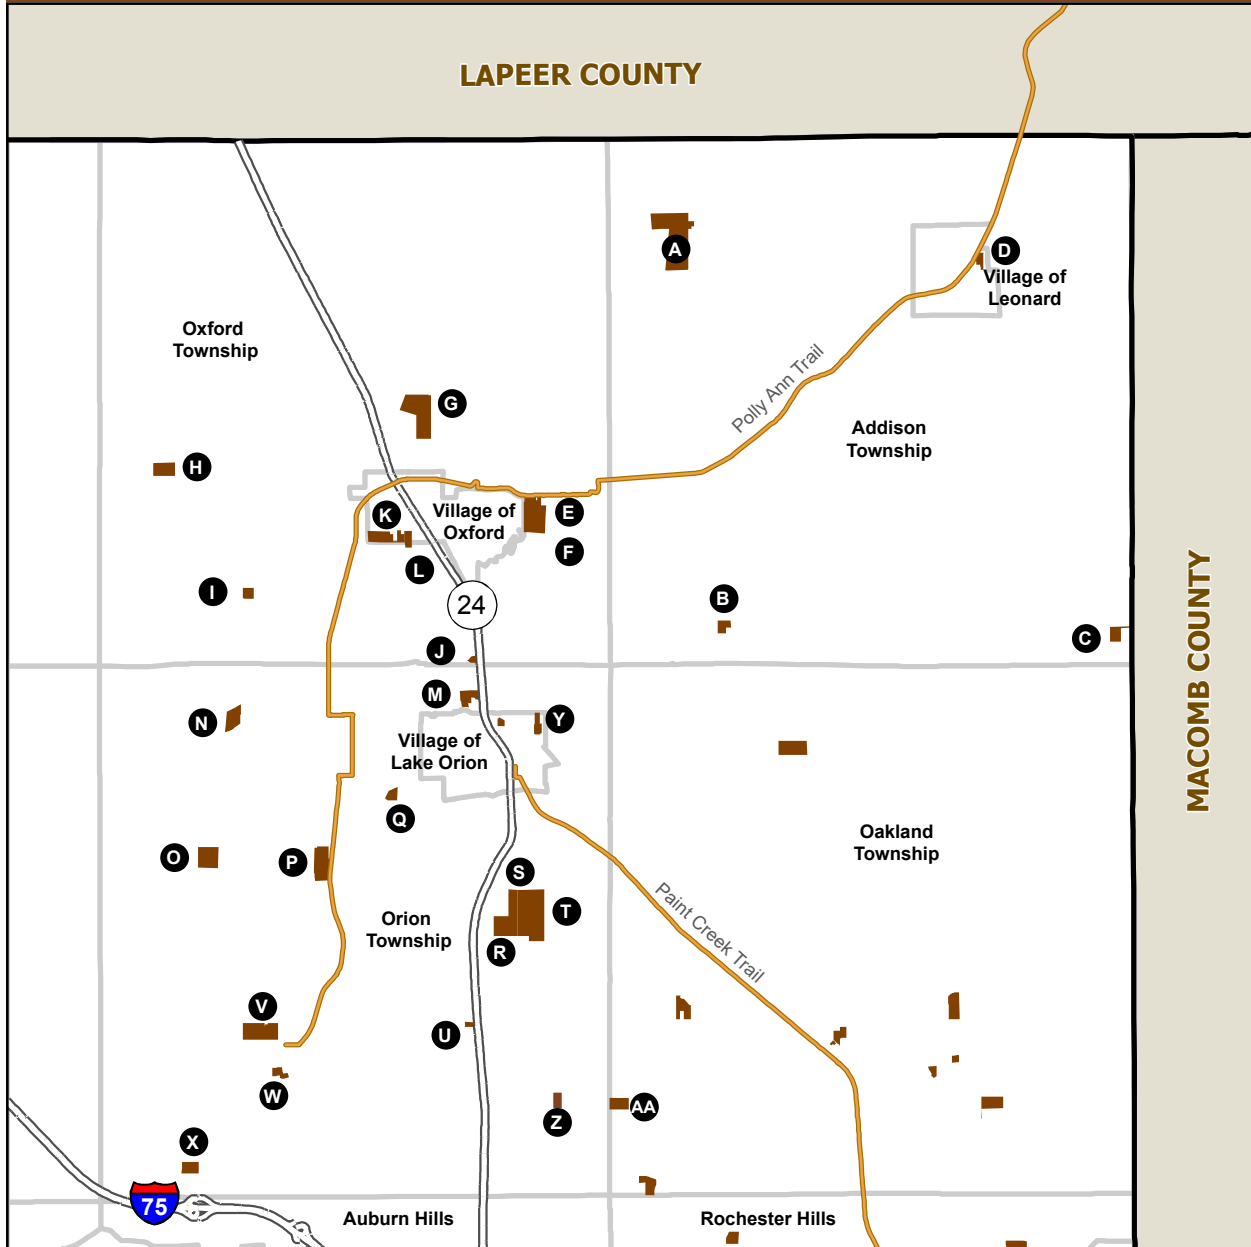 LAPEER COUNTY
A
D
Village of
Leonard
Oxford
Township
Polly Ann Trail
G
Addison
Township
H
K
Village of
Oxford
E
F
L
I
24
B
C
J
MACOMB COUNTY
M
N
Y
Village of
Lake Orion
Q
O
P
Oakland
Township
S
T
R
Orion
Township
Paint Creek Trail
V
U
W
Z
AA
X
75
Auburn Hills
Rochester Hills